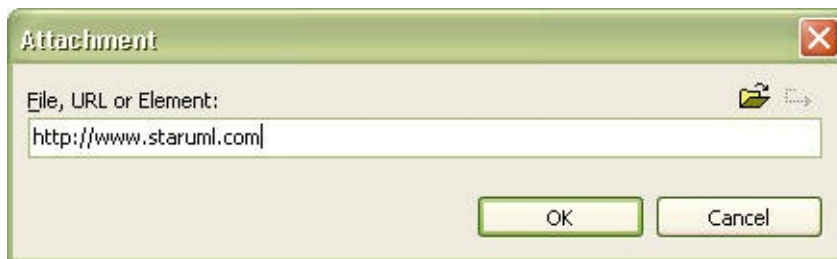 Attachment
File, URL or Element:
http://www.staruml.com
OK Cancel